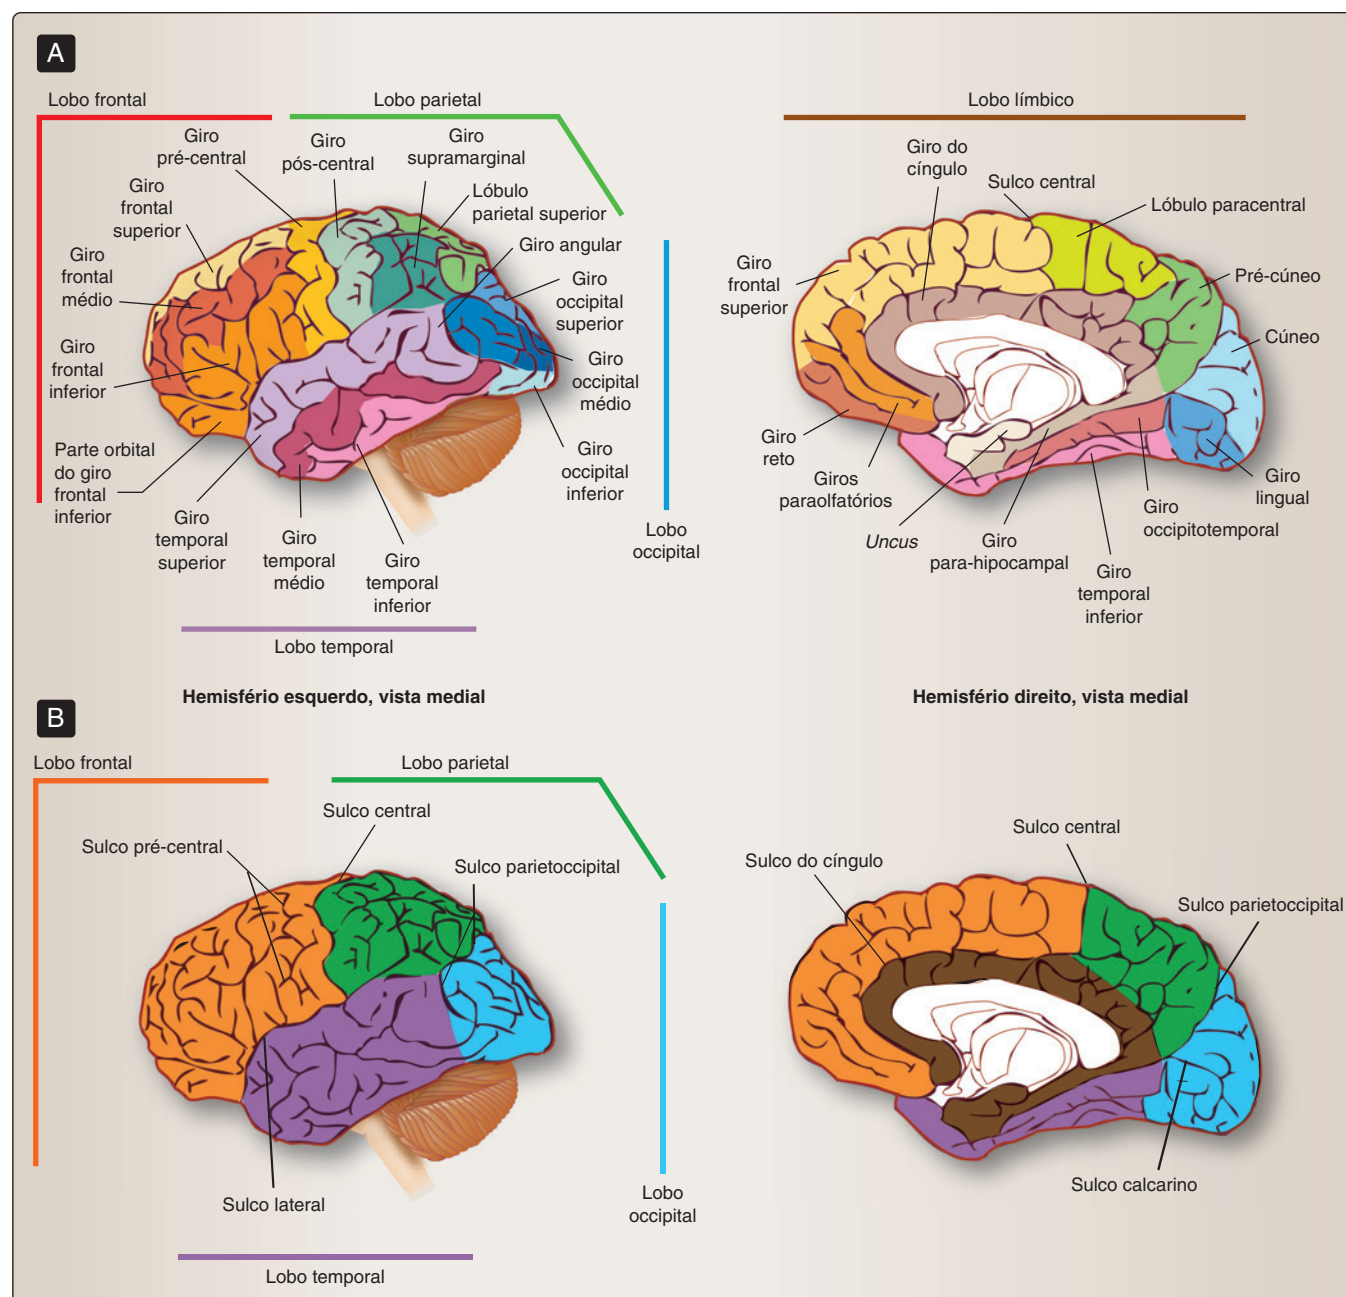 A
Lobo frontal
Lobo parietal
Giro
pré-central
Giro
pós-central
Giro
supramarginal
Giro
frontal
superior
Lóbulo
parietal superior
Giro
frontal
médio
Giro angular
Giro
occipital
superior
Giro
frontal
inferior
Giro
occipital
médio
Parte orbital
do giro
frontal
inferior
Giro
temporal
superior
Giro
temporal
médio
Giro
temporal
inferior
Giro
occipital
inferior
Lobo
occipital
Lobo temporal
Lobo límbico
Giro do
cíngulo
Sulco central
Lóbulo paracentral
Giro
frontal
superior
Pré-cúneo
Cúneo
Giro
reto
Giros
paraolfatórios
Uncus
Giro
para-hipocampal
Giro
temporal
inferior
Giro
occipitotemporal
Giro
lingual
Hemisfério esquerdo, vista medial
Hemisfério direito, vista medial
B
Lobo frontal
Lobo parietal
Sulco central
Sulco pré-central
Sulco parietoccipital
Sulco lateral
Lobo
occipital
Lobo temporal
Sulco central
Sulco do cíngulo
Sulco parietoccipital
Sulco calcarino